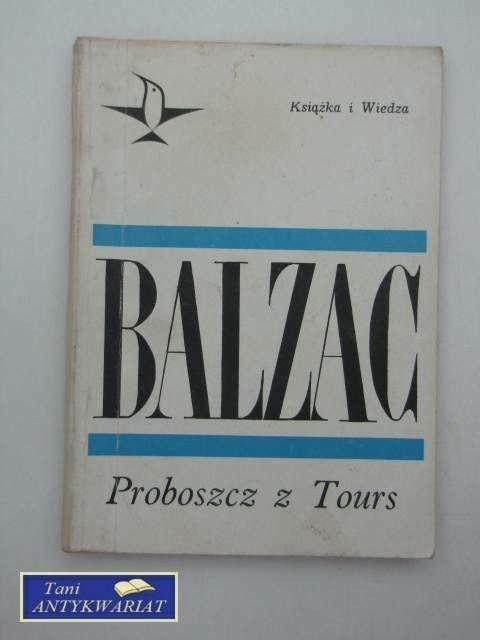 Książka i Wiedza
BALZAC
Proboszcz z Tours
Tani
ANTYKWARIAT